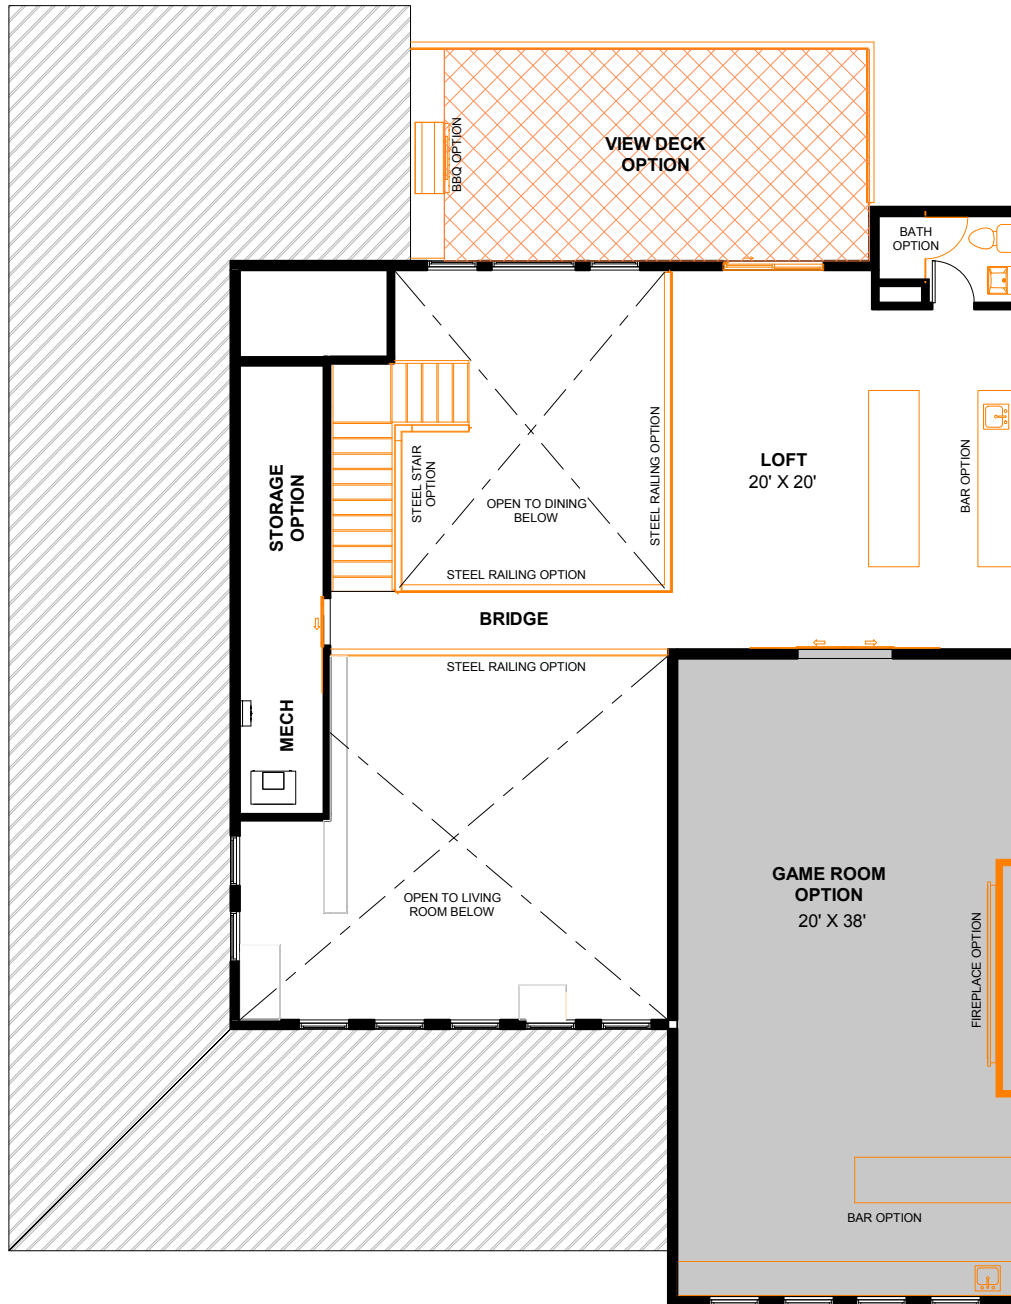 VIEW DECK
OPTION
BBQ OPTION
BATH
OPTION
STORAGE
OPTION
STEEL STAIR
OPTION
OPEN TO DINING
BELOW
STEEL RAILING OPTION
LOFT
20' X 20'
BAR OPTION
STEEL RAILING OPTION
BRIDGE
STEEL RAILING OPTION
MECH
OPEN TO LIVING
ROOM BELOW
GAME ROOM
OPTION
20' X 38'
FIREPLACE OPTION
BAR OPTION